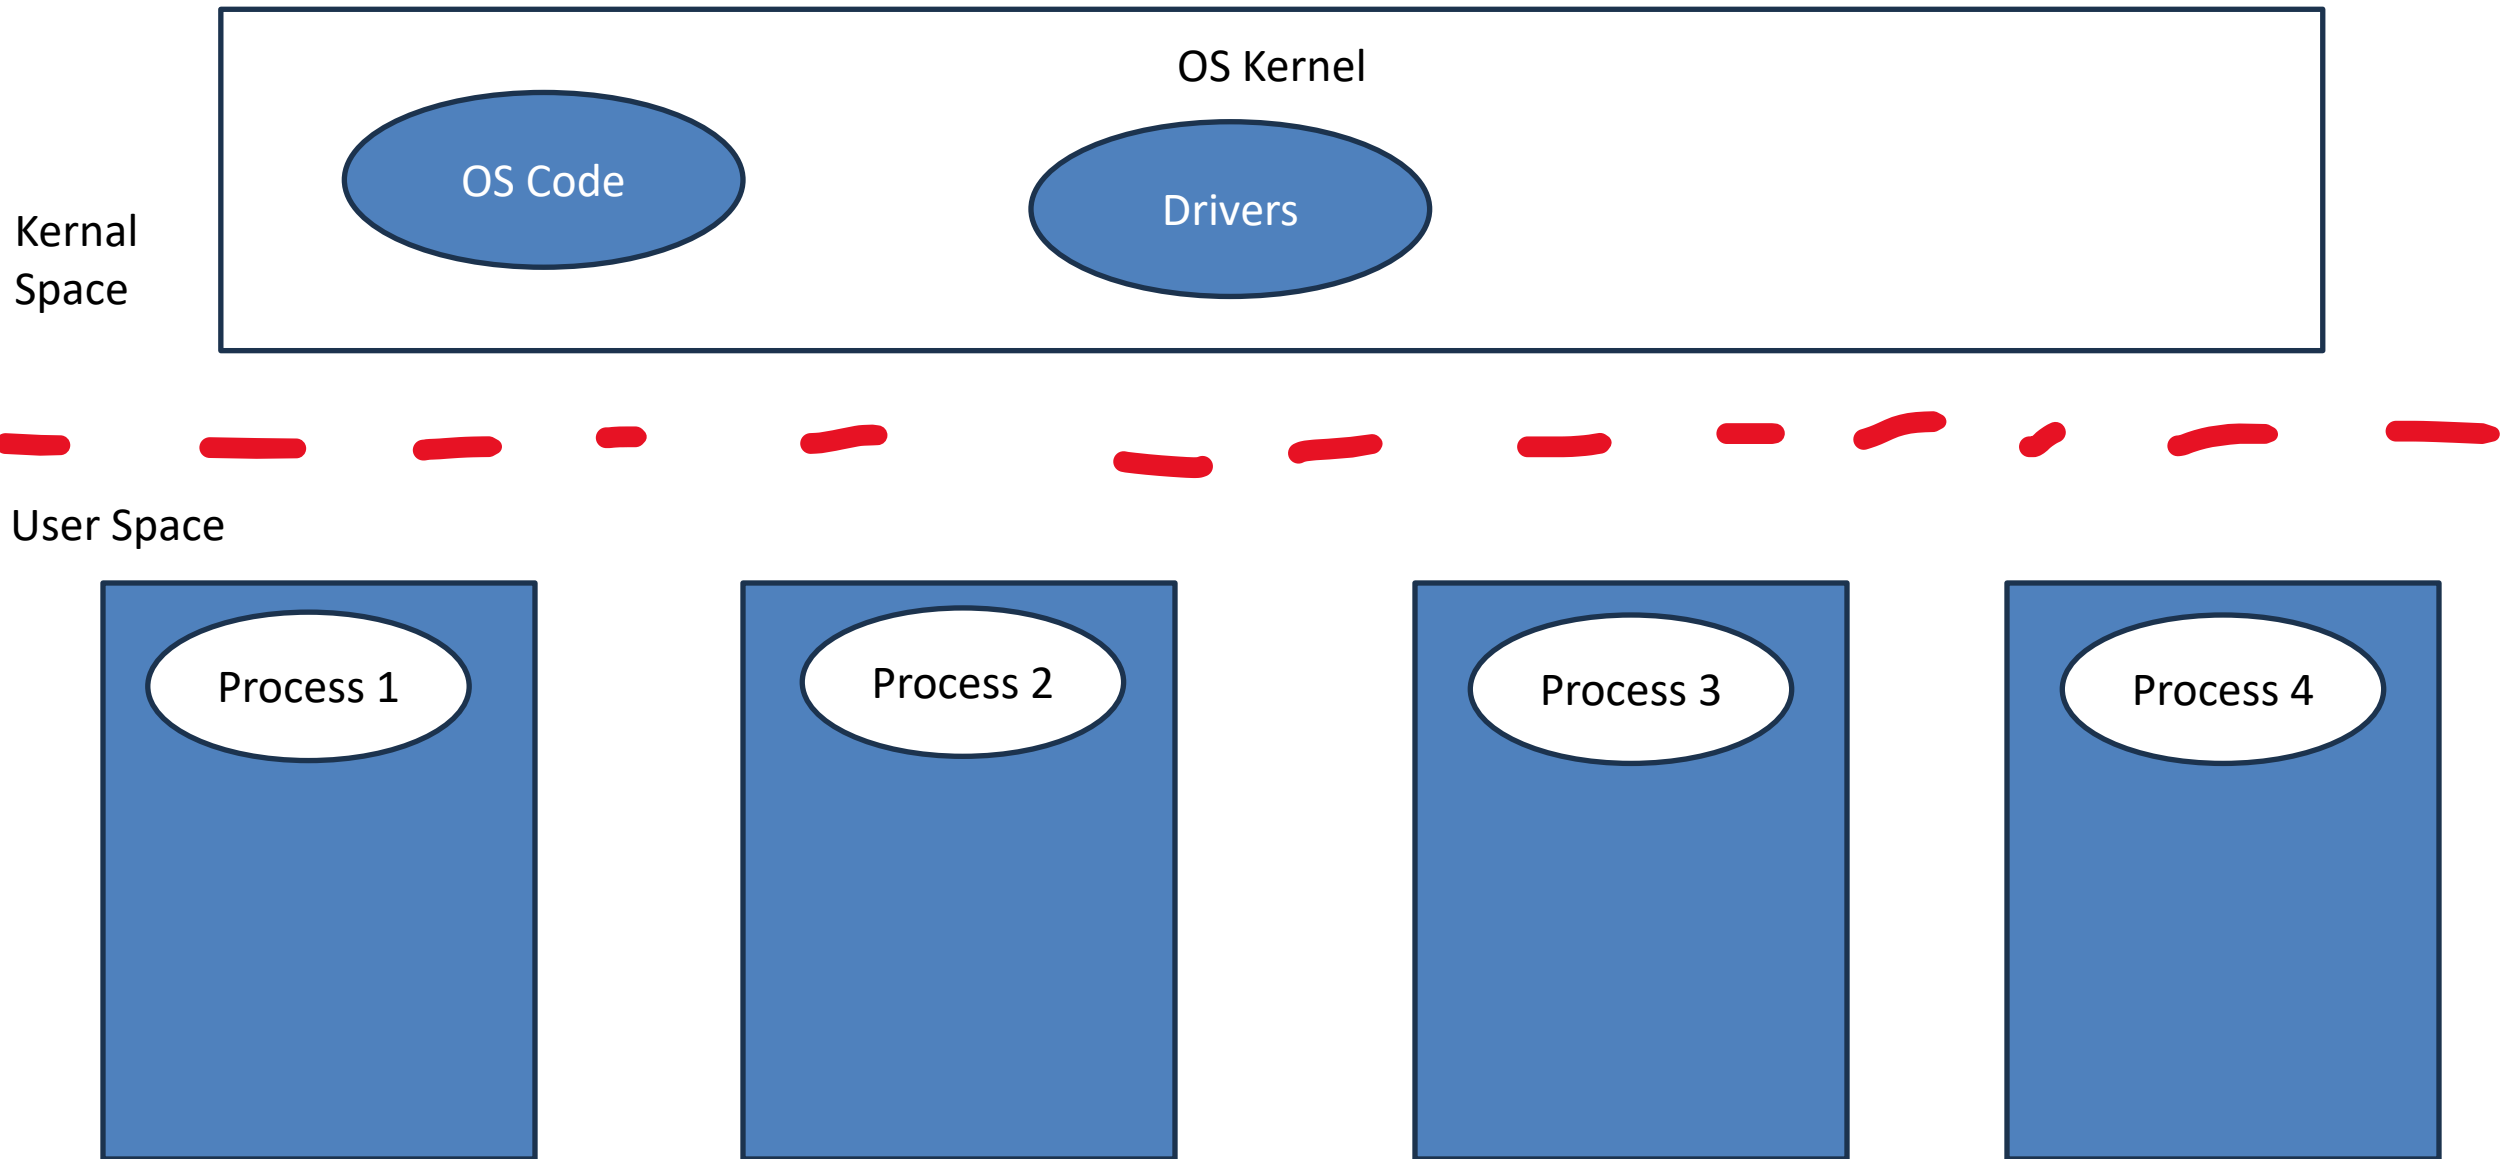 OS Kernel
OS Code
Drivers
Kernal
Space
User Space
Process 1
Process 2
Process 3
Process 4